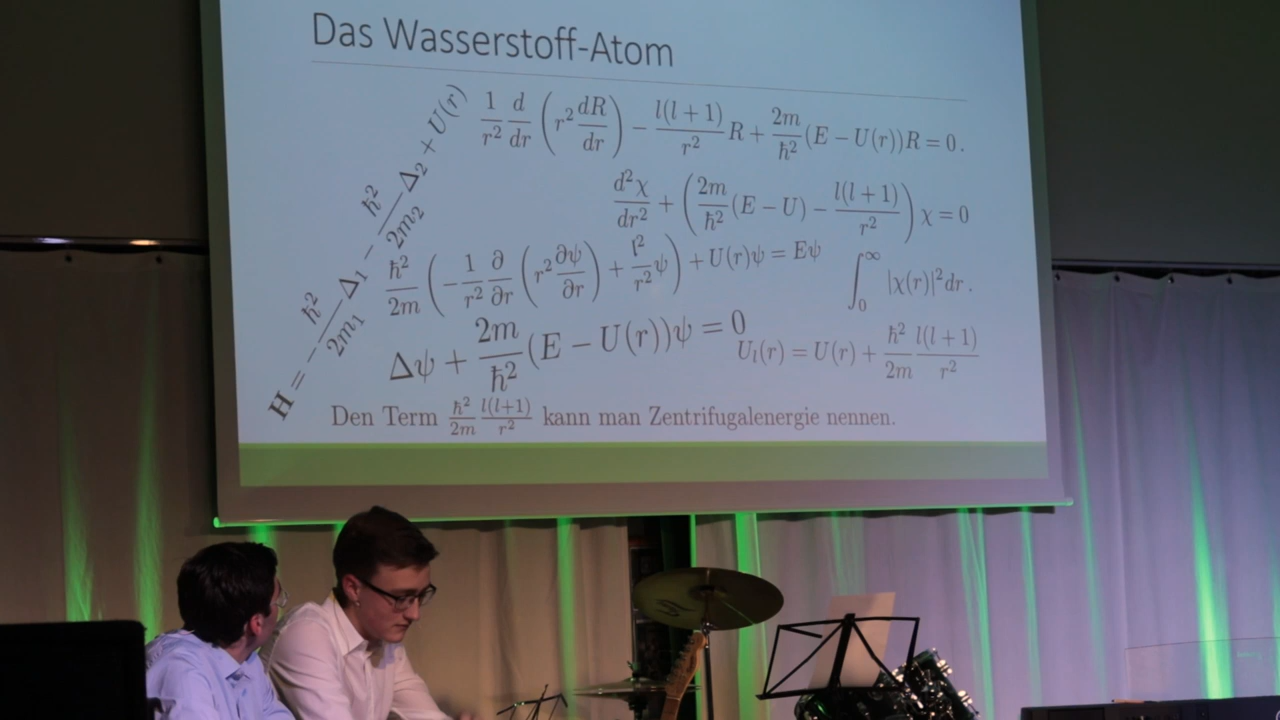 Das Wasserstoff-Atom
H = −ħ²/2m₁ Δ₁ − ħ²/2m₂ Δ₂ + U(r)
1/r² d/dr (r² dR/dr) − l(l + 1)/r² R + 2m/ħ² (E − U(r))R = 0.
d²χ/dr² + (2m/ħ² (E − U) − l(l + 1)/r²) χ = 0
ħ²/2m (−1/r² ∂/∂r (r² ∂ψ/∂r) + l²/r² ψ) + U(r)ψ = Eψ
∫₀^∞ |χ(r)|² dr.
Δψ + 2m/ħ² (E − U(r))ψ = 0
Uₗ(r) = U(r) + ħ²/2m l(l + 1)/r²
Den Term ħ²/2m l(l+1)/r² kann man Zentrifugalenergie nennen.